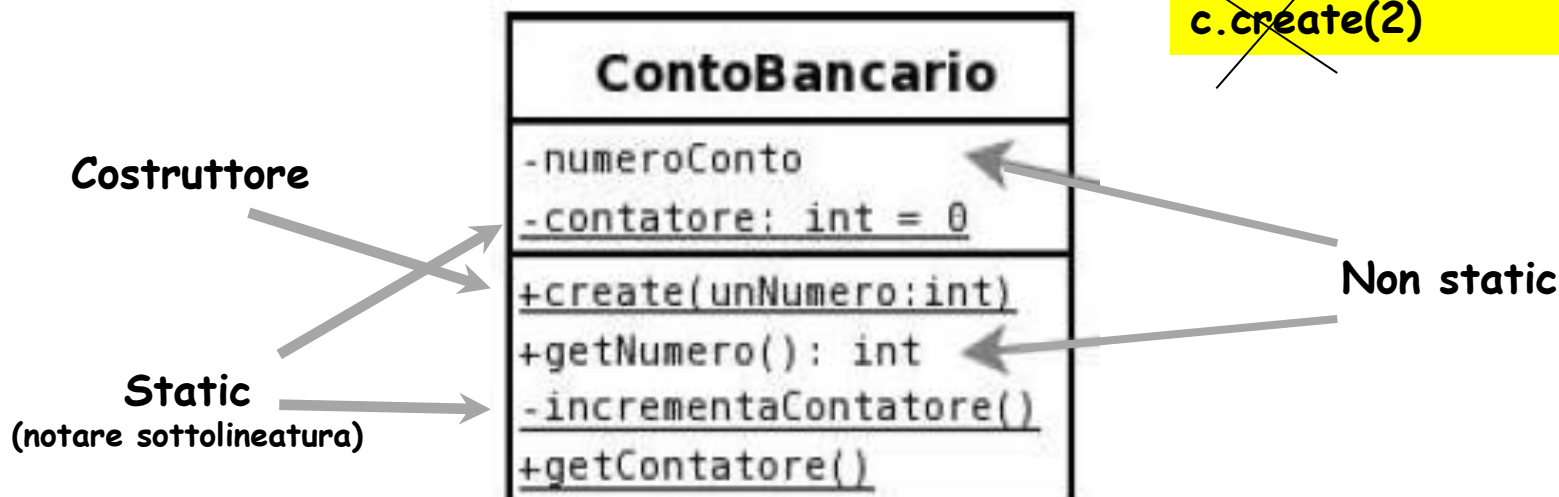 c.create(2)
ContoBancario
-numeroConto
-contatore: int = 0
+create(unNumero:int)
+getNumero(): int
-incrementaContatore()
+getContatore()
Costruttore
Static
(notare sottolineatura)
Non static